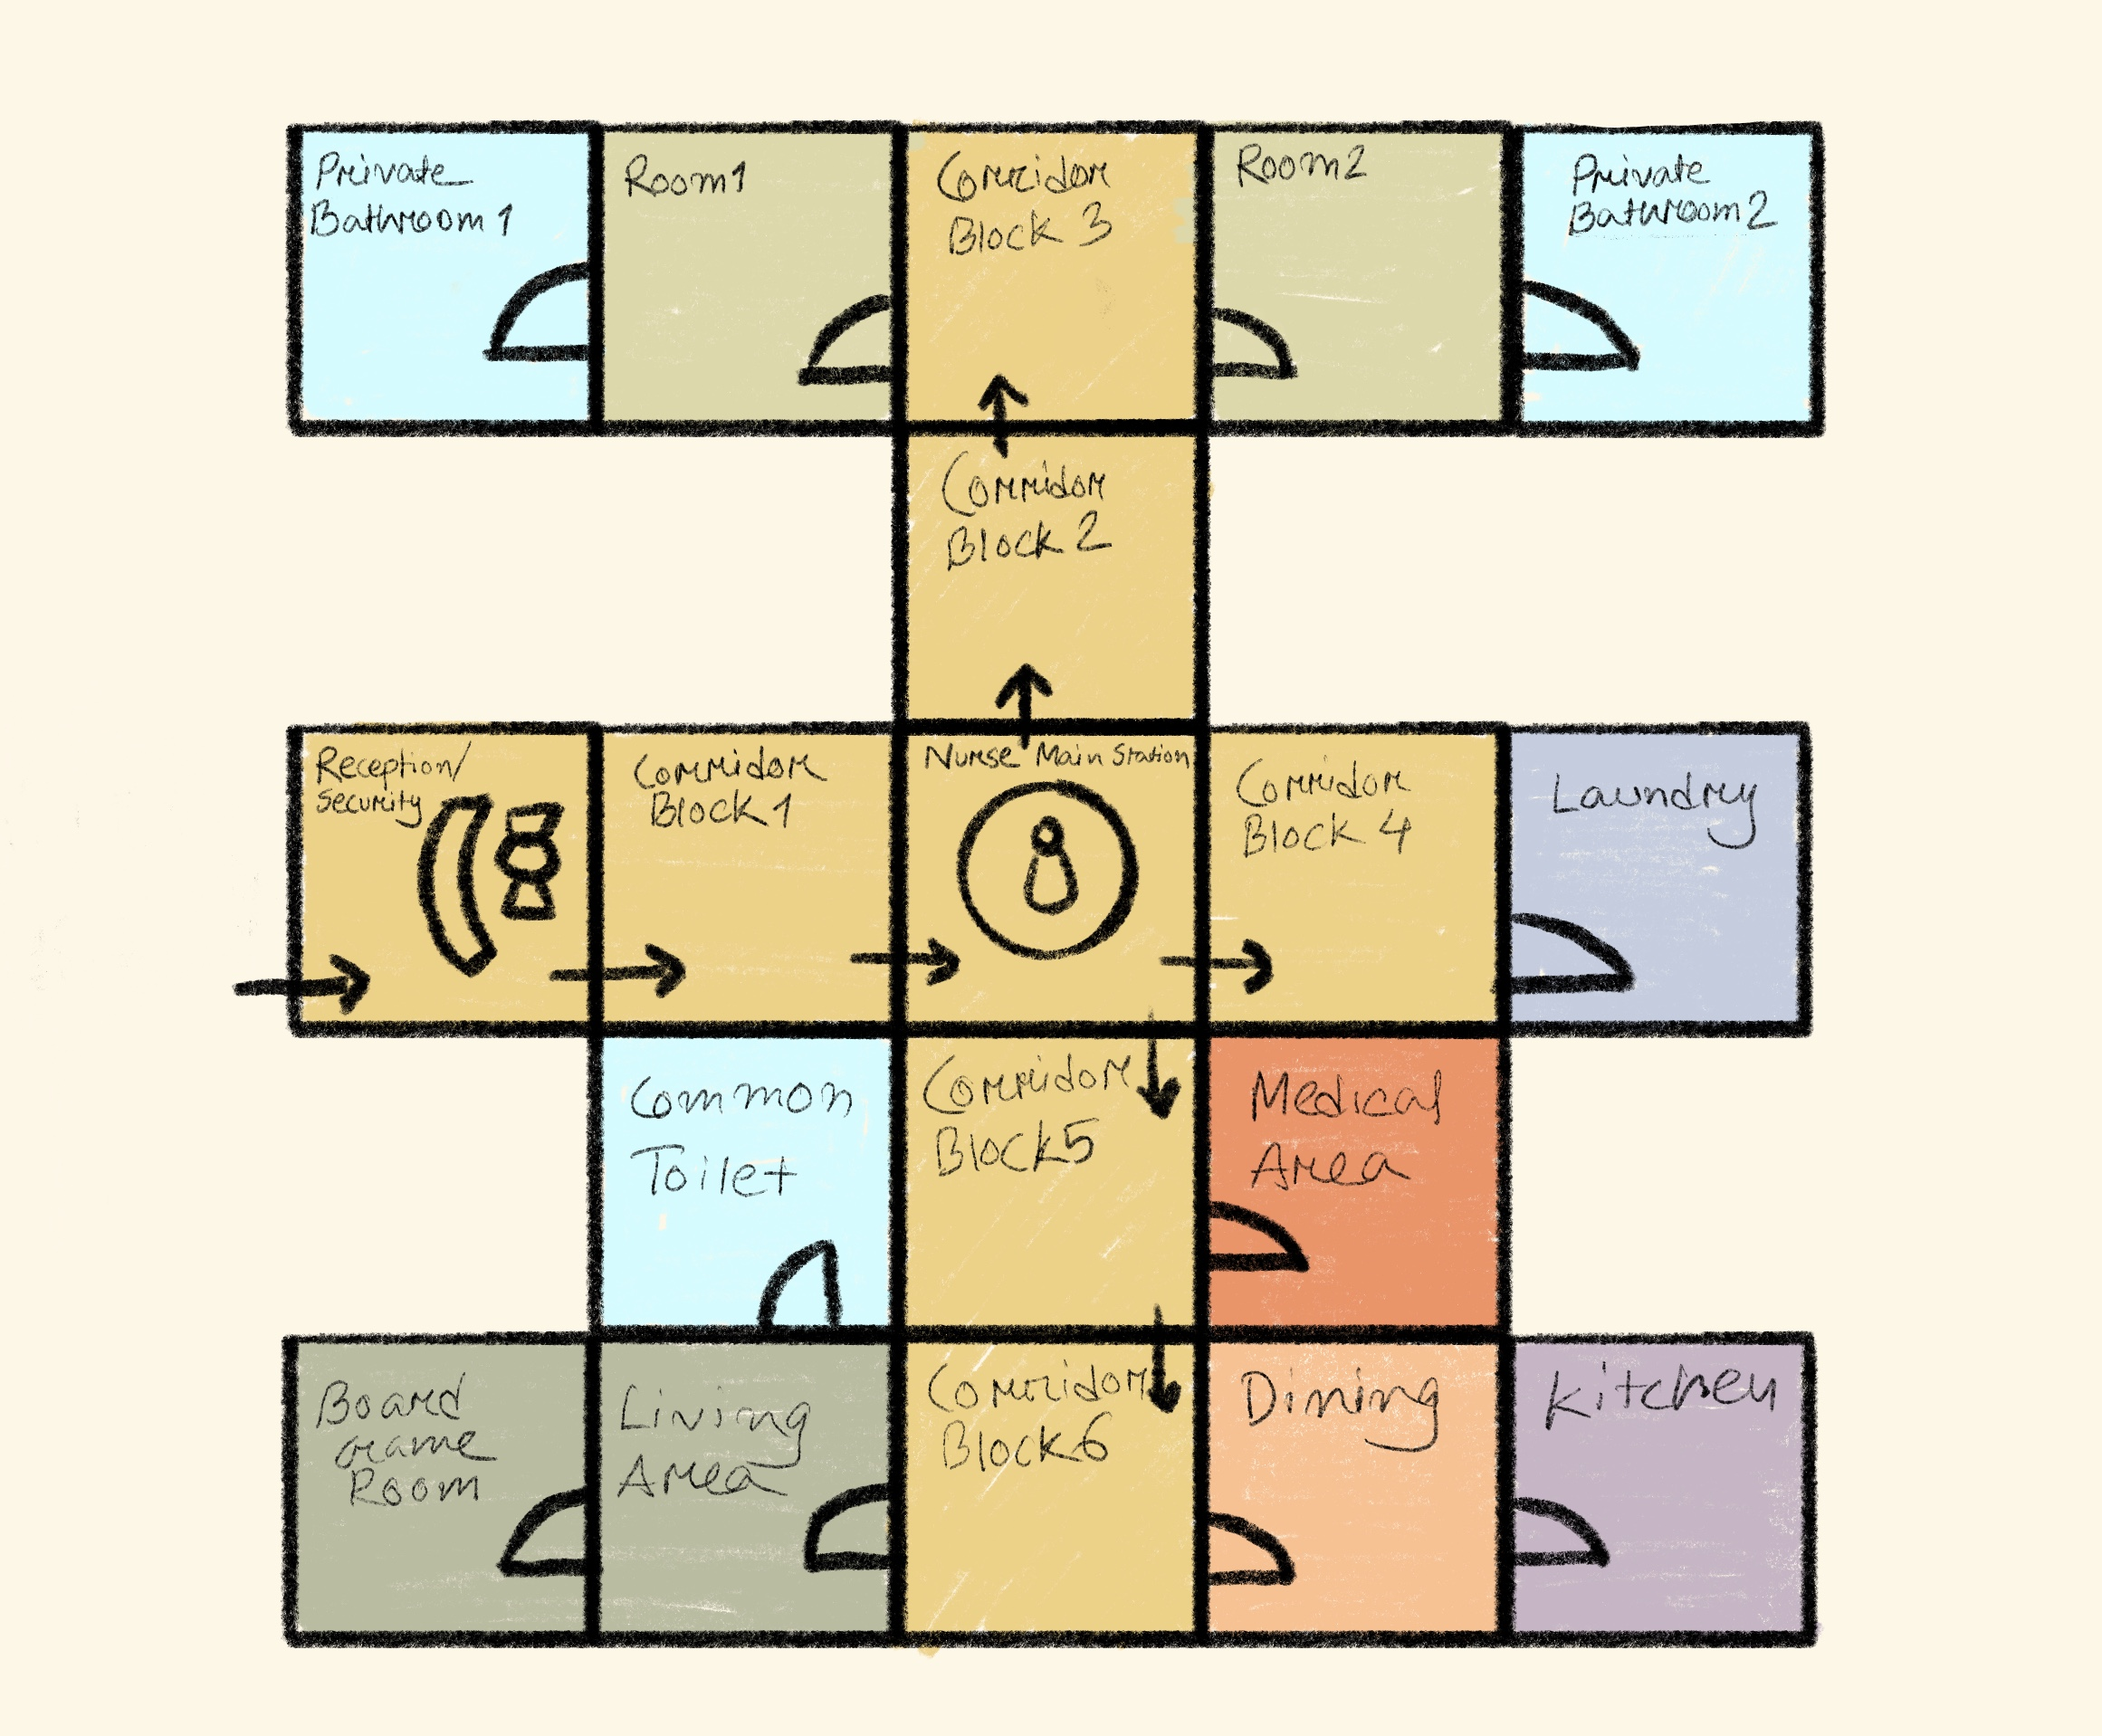 Private
Bathroom 1
Room1
Corridor
Block 3
Room2
Private
Bathroom2
Corridor
Block 2
Reception/
Security
Corridor
Block 1
Nurse Main Station
Corridor
Block 4
Laundry
Common
Toilet
Corridor
Block5
Medical
Area
Board
Game
Room
Living
Area
Corridor
Block6
Dining
Kitchen